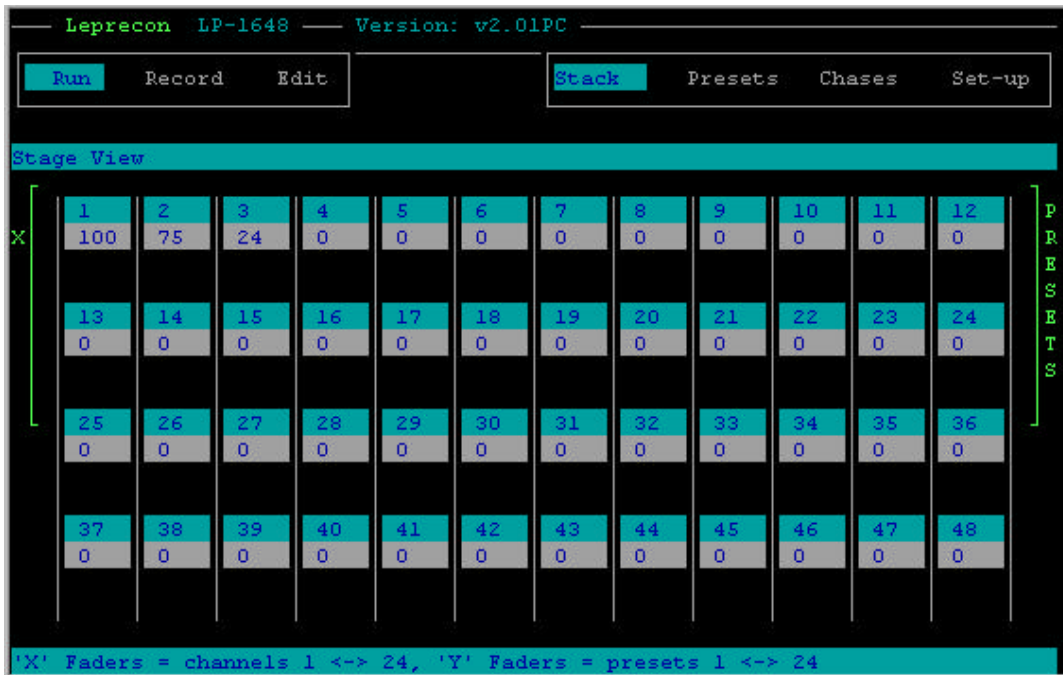 Leprecon LP-1648 Version: v2.01PC
Run Record Edit Stack Presets Chases Set-up
Stage View
1 2 3 4 5 6 7 8 9 10 11 12
X 100 75 24 0 0 0 0 0 0 0 0 0
PRESETS
13 14 15 16 17 18 19 20 21 22 23 24
0 0 0 0 0 0 0 0 0 0 0 0
25 26 27 28 29 30 31 32 33 34 35 36
0 0 0 0 0 0 0 0 0 0 0 0
37 38 39 40 41 42 43 44 45 46 47 48
0 0 0 0 0 0 0 0 0 0 0 0
'X' Faders = channels 1 <-> 24, 'Y' Faders = presets 1 <-> 24